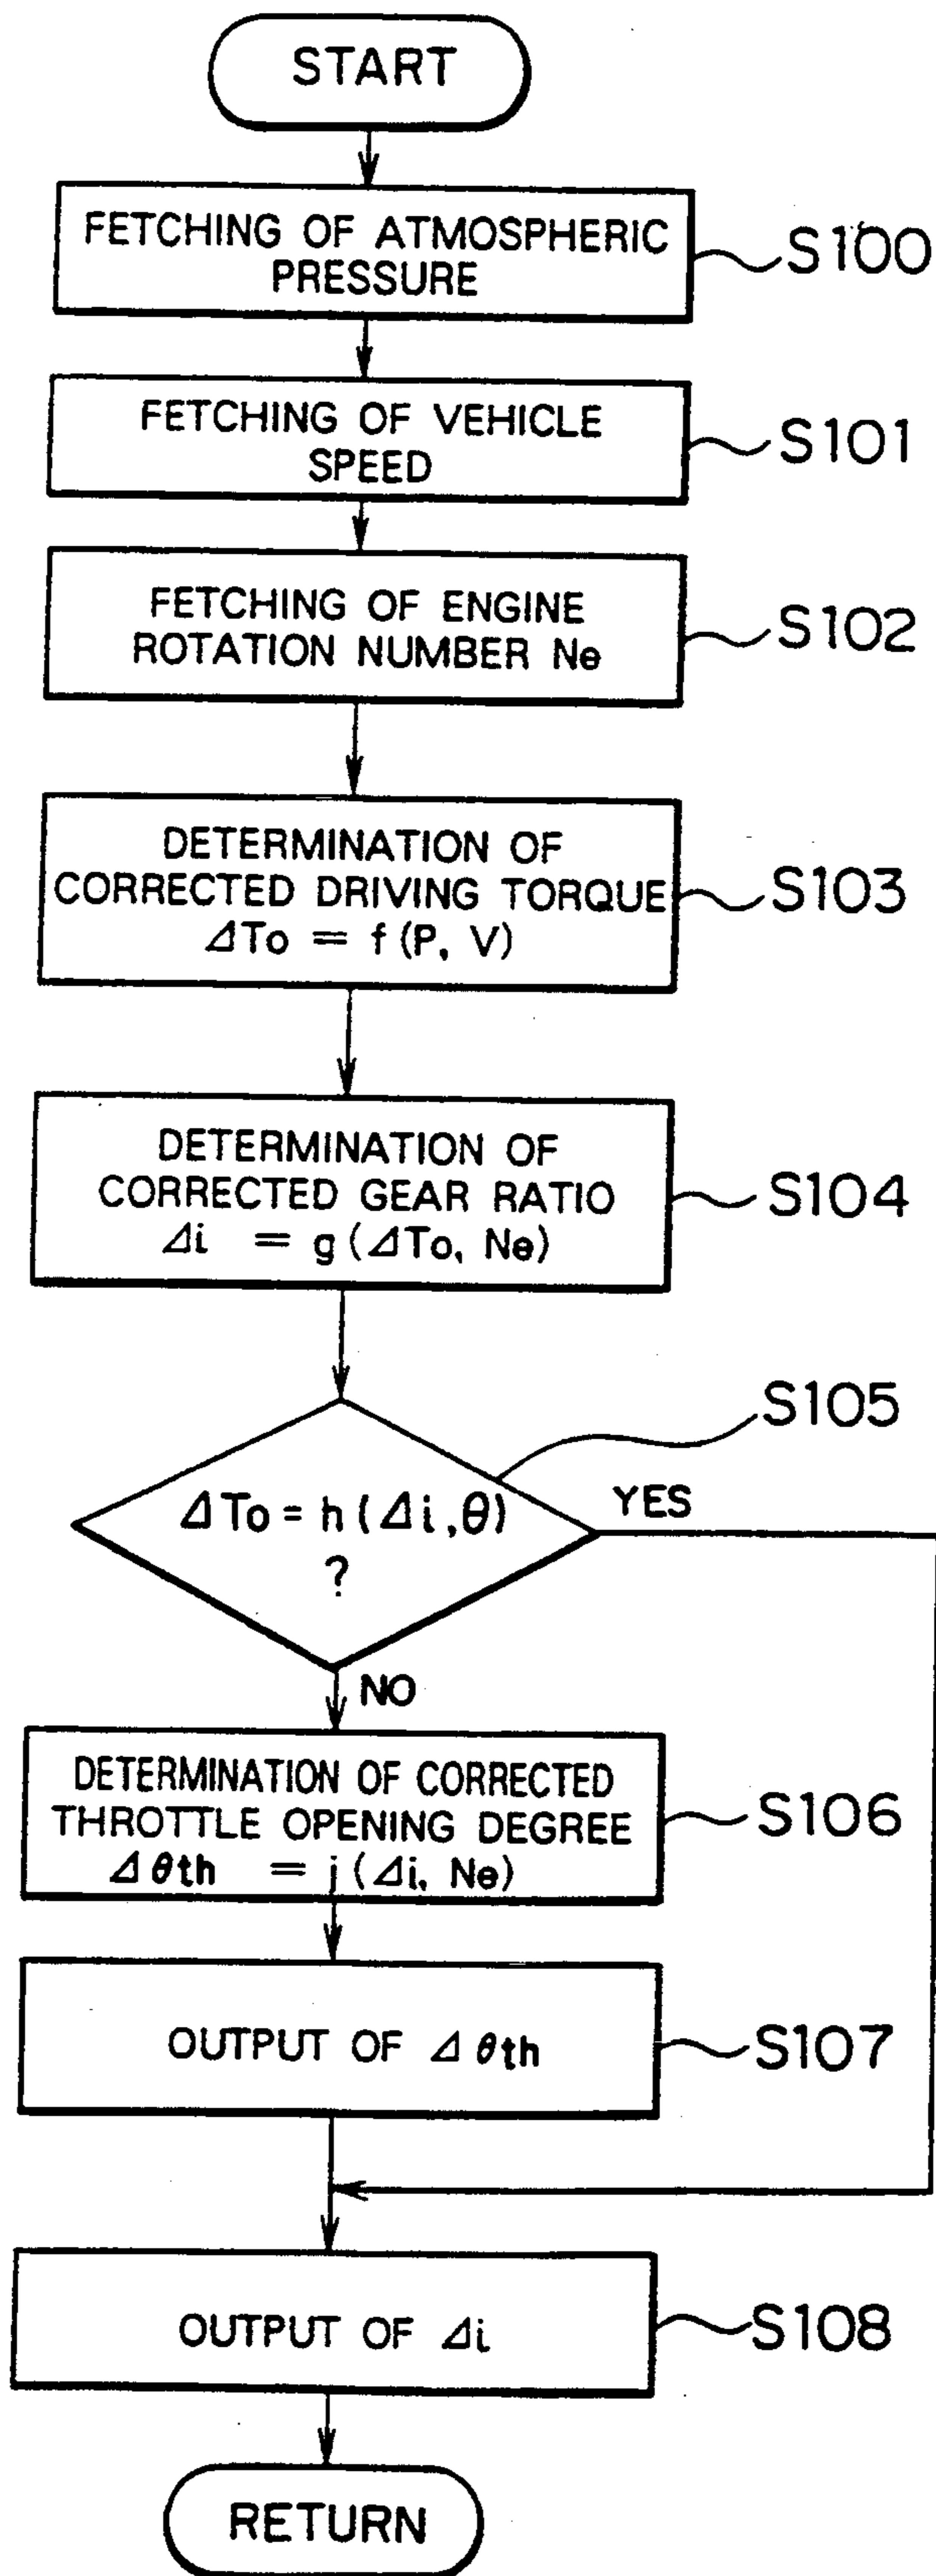 START
FETCHING OF ATMOSPHERIC
PRESSURE
S100
FETCHING OF VEHICLE
SPEED
S101
FETCHING OF ENGINE
ROTATION NUMBER Ne
S102
DETERMINATION OF
CORRECTED DRIVING TORQUE
ΔTo = f(P, V)
S103
DETERMINATION OF
CORRECTED GEAR RATIO
Δi = g(ΔTo, Ne)
S104
S105
ΔTo = h(Δi,θ)
?
YES
NO
DETERMINATION OF CORRECTED
THROTTLE OPENING DEGREE
Δθth = j(Δi, Ne)
S106
OUTPUT OF Δθth
S107
OUTPUT OF Δi
S108
RETURN